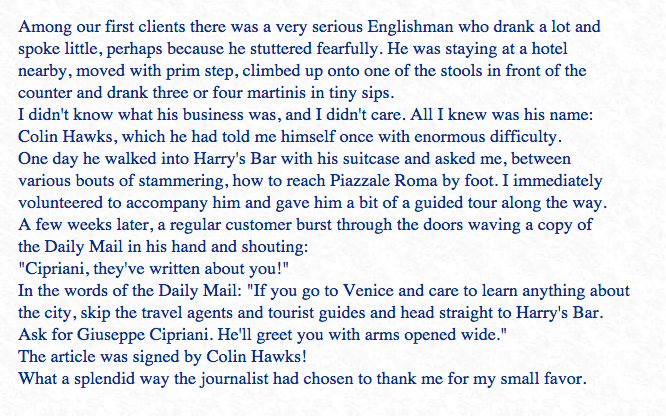 Among our first clients there was a very serious Englishman who drank a lot and
spoke little, perhaps because he stuttered fearfully. He was staying at a hotel
nearby, moved with prim step, climbed up onto one of the stools in front of the
counter and drank three or four martinis in tiny sips.
I didn't know what his business was, and I didn't care. All I knew was his name:
Colin Hawks, which he had told me himself once with enormous difficulty.
One day he walked into Harry's Bar with his suitcase and asked me, between
various bouts of stammering, how to reach Piazzale Roma by foot. I immediately
volunteered to accompany him and gave him a bit of a guided tour along the way.
A few weeks later, a regular customer burst through the doors waving a copy of
the Daily Mail in his hand and shouting:
"Cipriani, they've written about you!"
In the words of the Daily Mail: "If you go to Venice and care to learn anything about
the city, skip the travel agents and tourist guides and head straight to Harry's Bar.
Ask for Giuseppe Cipriani. He'll greet you with arms opened wide."
The article was signed by Colin Hawks!
What a splendid way the journalist had chosen to thank me for my small favor.